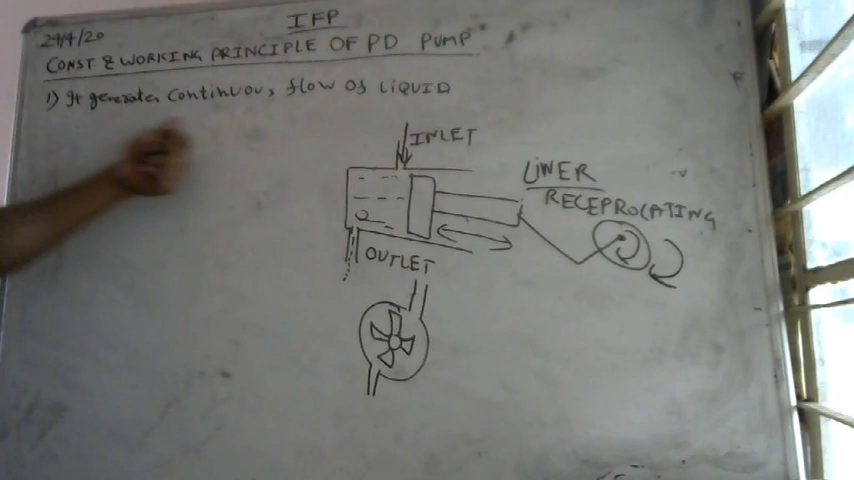 IFP
29/4/20
CONST & WORKING PRINCIPLE OF PD PUMP
1) It generates continuous flow of LiQUID
INLET
LINER
RECEPROCATING
OUTLET